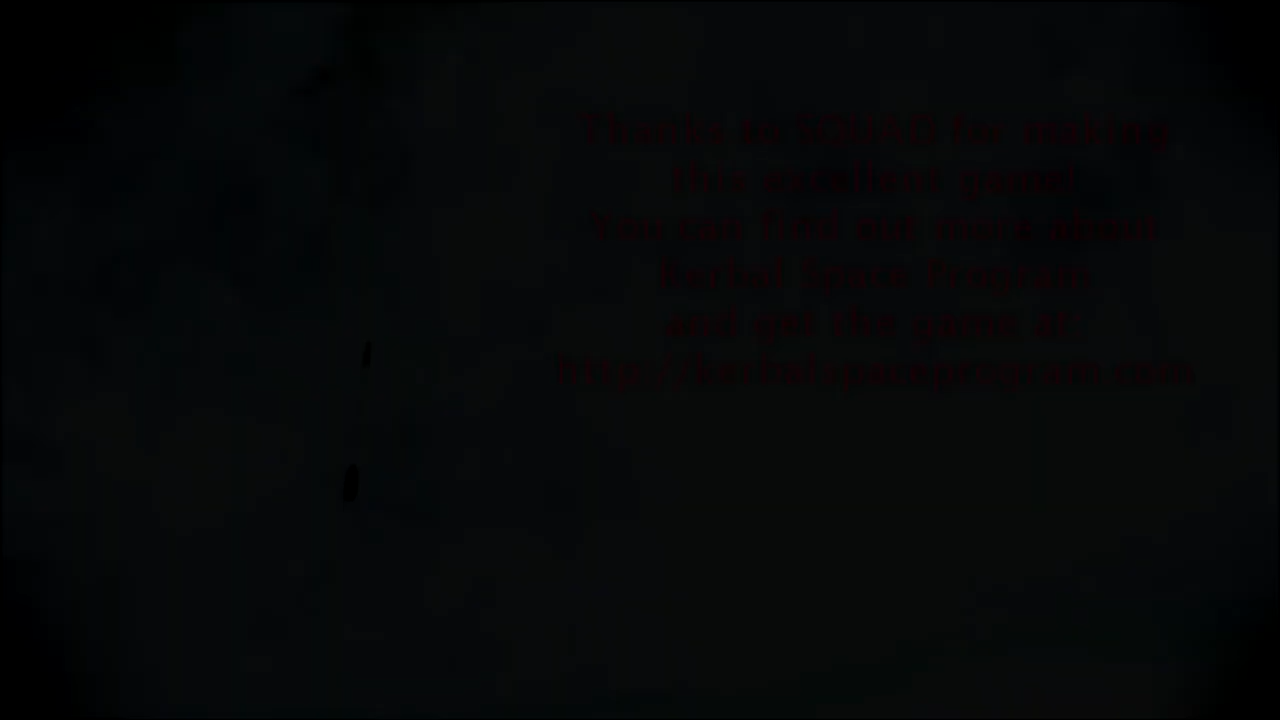 Thanks to SQUAD for making
this excellent game!
You can find out more about
Kerbal Space Program
and get the game at
http://kerbalspaceprogram.com